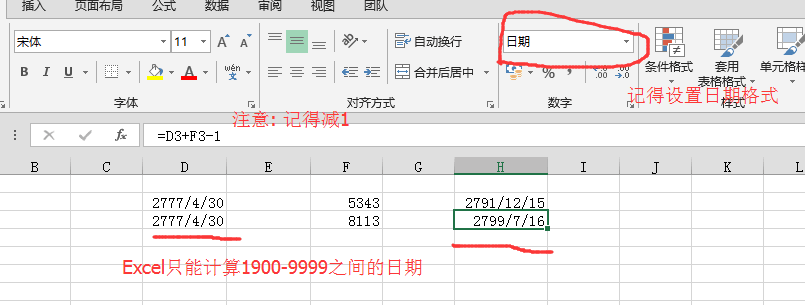 插入 页面布局 公式 数据 审阅 视图 团队
宋体 11 A A 自动换行 日期
B I U A wén 文 合并后居中 % , .0 .00 条件格式 套用 表格格式 单元格样式
字体 对齐方式 数字
记得设置日期格式
注意: 记得减1
fx =D3+F3-1
B C D E F G H I J K L
2777/4/30 5343 2791/12/15
2777/4/30 8113 2799/7/16
Excel只能计算1900-9999之间的日期